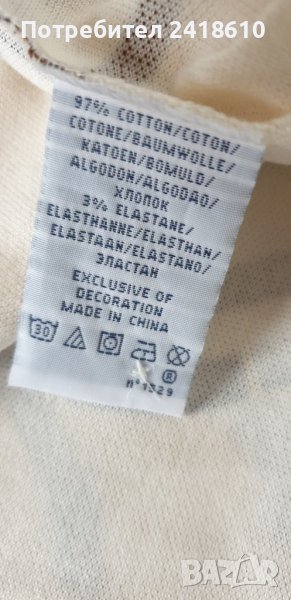 Потребител 2418610
97% COTTON/COTON/
COTONE/BAUMWOLLE/
KATOEN/BOMULD/
ALGODON/ALGODAO/
ХЛОПОК
3% ELASTANE/
ELASTHANNE/ELASTHAN/
ELASTAAN/ELASTANO/
ЭЛАСТАН
EXCLUSIVE OF
DECORATION
MADE IN CHINA
30
®
n°1329
BAZAR